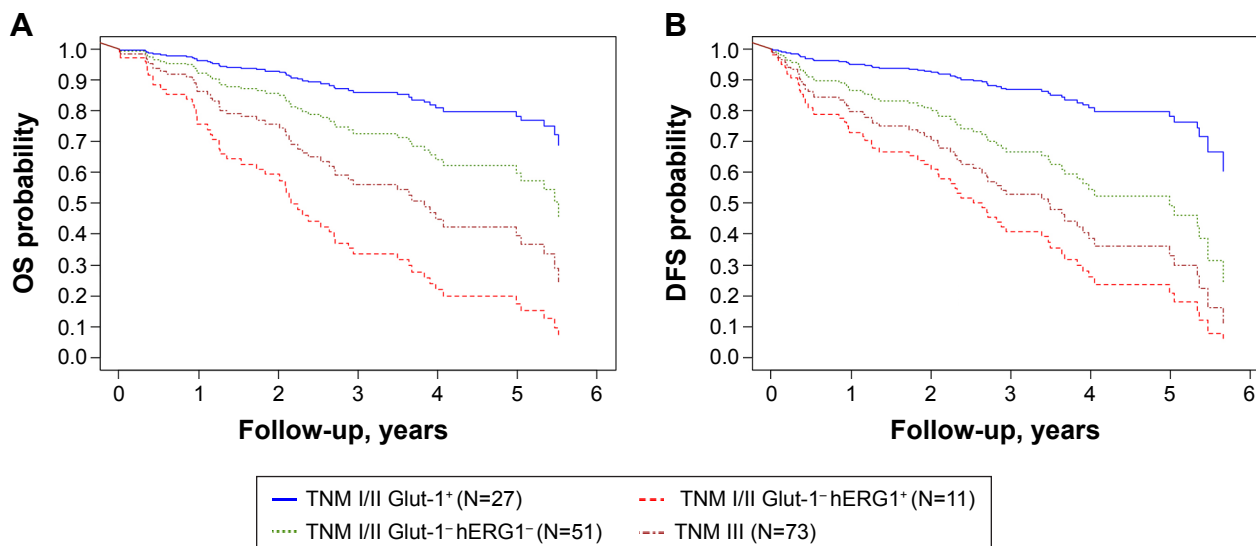 A
B
1.0
0.9
0.8
0.7
0.6
0.5
0.4
0.3
0.2
0.1
0.0
OS probability
0 1 2 3 4 5 6
Follow-up, years
1.0
0.9
0.8
0.7
0.6
0.5
0.4
0.3
0.2
0.1
0.0
DFS probability
0 1 2 3 4 5 6
Follow-up, years
TNM I/II Glut-1⁺ (N=27)
TNM I/II Glut-1⁻ hERG1⁺ (N=11)
TNM I/II Glut-1⁻ hERG1⁻ (N=51)
TNM III (N=73)